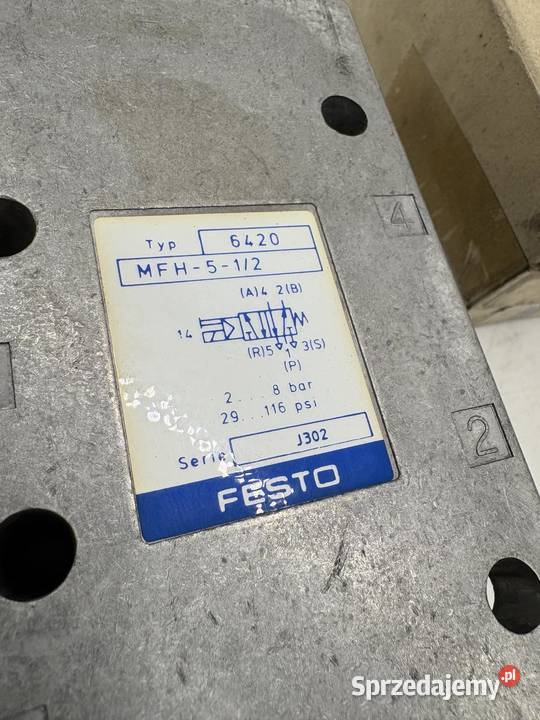 4
Typ 6420
MFH-5-1/2
(A)4 2(B)
14
(R)5 1 3(S)
(P)
2 .... 8 bar
29...116 psi
2
Serie J302
FESTO
Sprzedajemy.pl